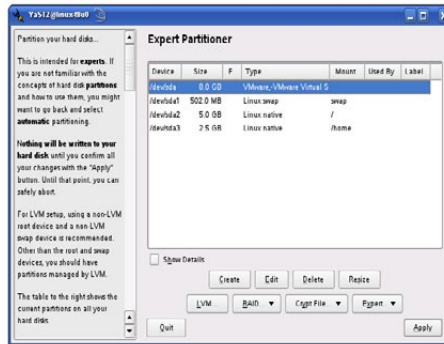 YaST2@linux-f8u0
Partition your hard disks...
This is intended for experts. If
you are not familiar with the
concepts of hard disk partitions
and how to use them, you might
want to go back and select
automatic partitioning.
Nothing will be written to your
hard disk until you confirm all
your changes with the "Apply"
button. Until that point, you can
safely abort.
For LVM setup, using a non-LVM
root device and a non-LVM
swap device is recommended.
Other than the root and swap
devices, you should have
partitions managed by LVM.
The table to the right shows the
current partitions on all your
hard disks.
Expert Partitioner
Device Size F Type Mount Used By Label
/dev/sda 8.0 GB VMware,-VMware Virtual S
/dev/sda1 502.0 MB Linux swap swap
/dev/sda2 5.0 GB Linux native /
/dev/sda3 2.5 GB Linux native /home
Show Details
Create Edit Delete Resize
LVM... RAID... Crypt File... Expert...
Quit Apply